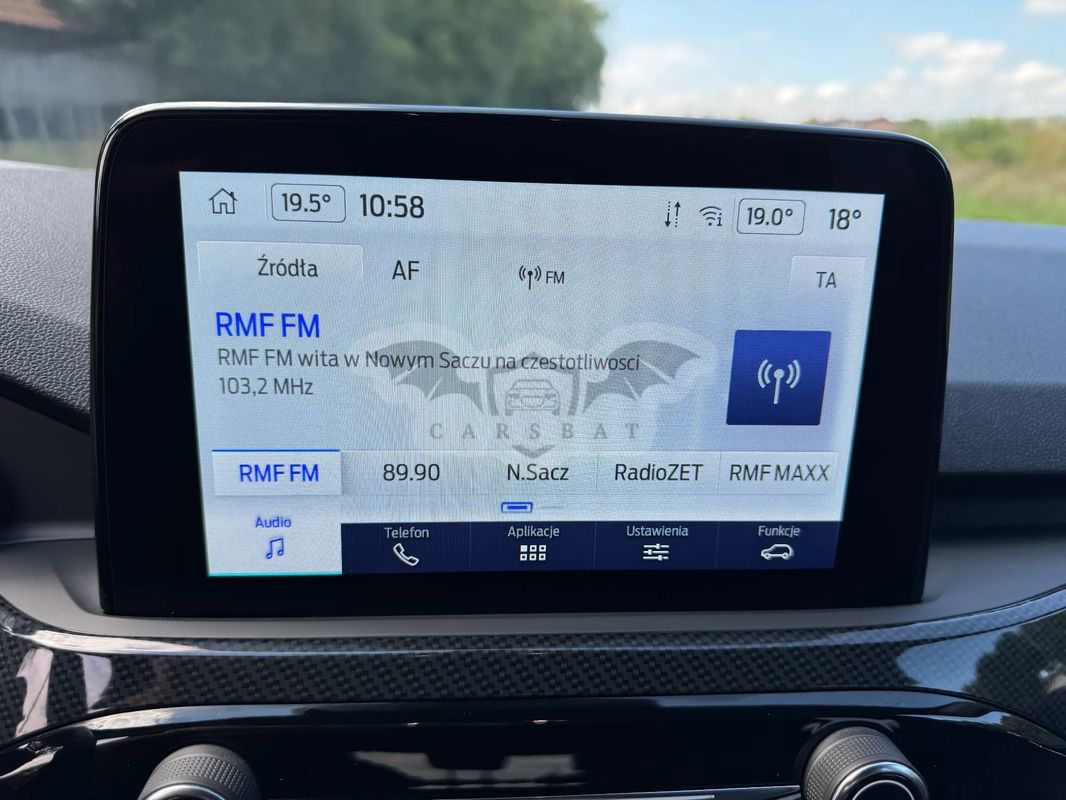 19.5° 10:58 19.0° 18°
Źródła AF FM TA
RMF FM
RMF FM wita w Nowym Saczu na czestotliwosci
103,2 MHz
CARSBAT
RMF FM 89.90 N.Sacz RadioZET RMF MAXX
Audio Telefon Aplikacje Ustawienia Funkcje